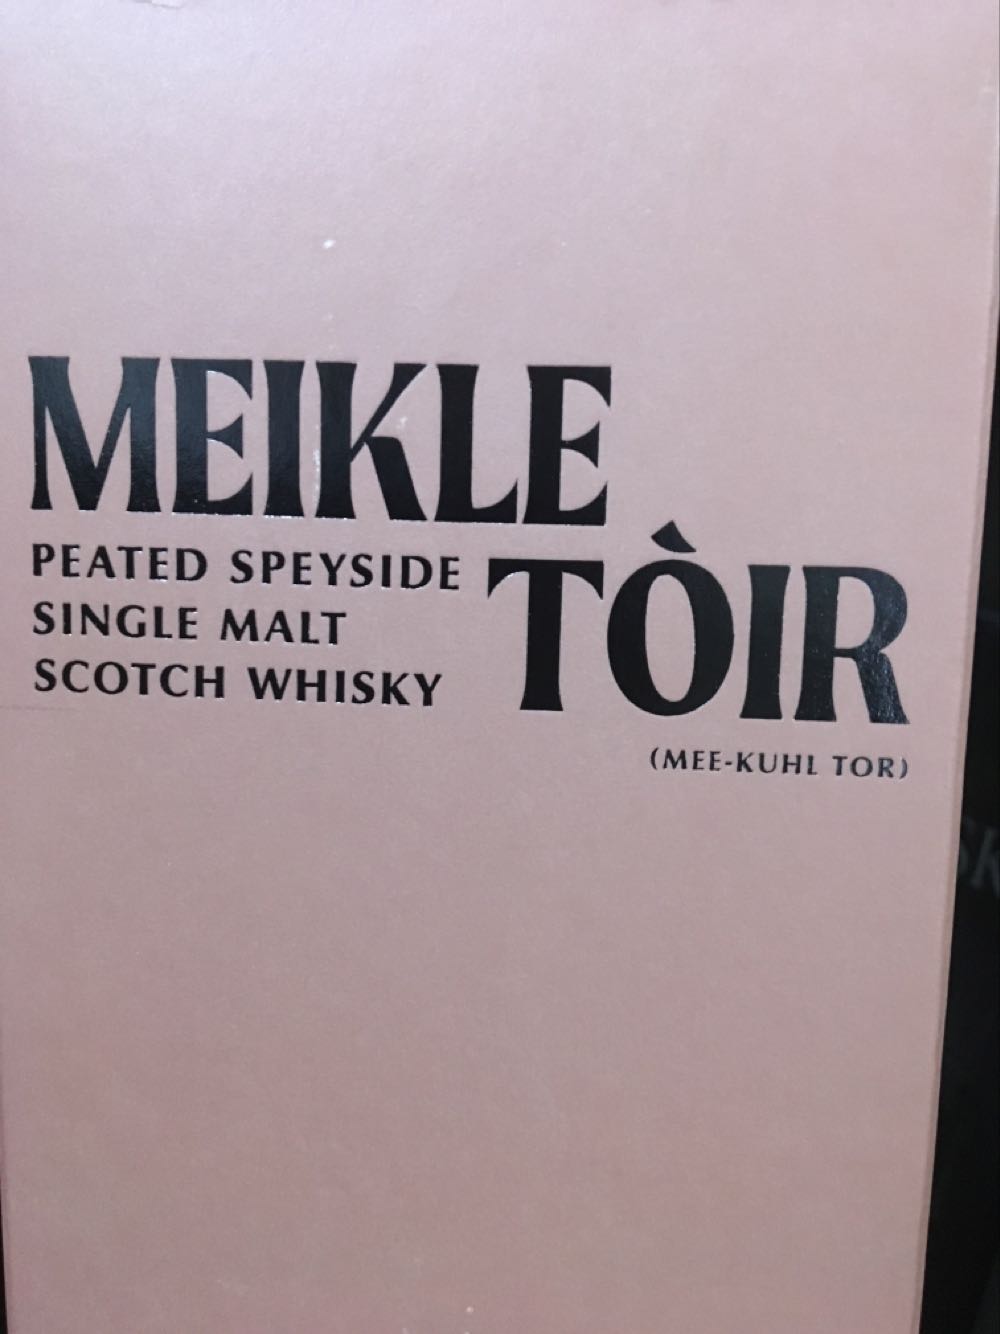 MEIKLE
PEATED SPEYSIDE
SINGLE MALT
SCOTCH WHISKY
TÒIR
(MEE-KUHL TOR)